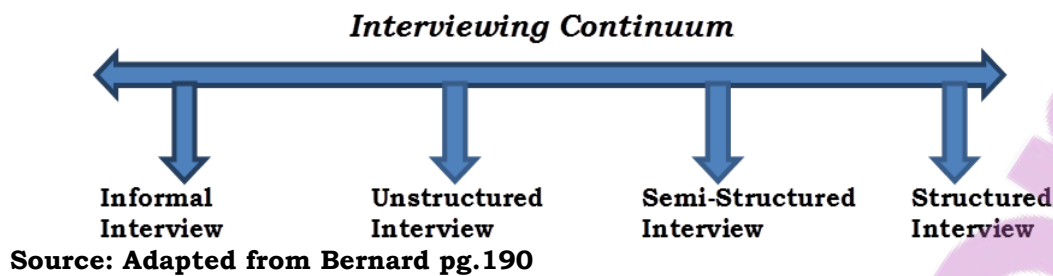 Interviewing Continuum
Informal Interview
Unstructured Interview
Semi-Structured Interview
Structured Interview
Source: Adapted from Bernard pg.190